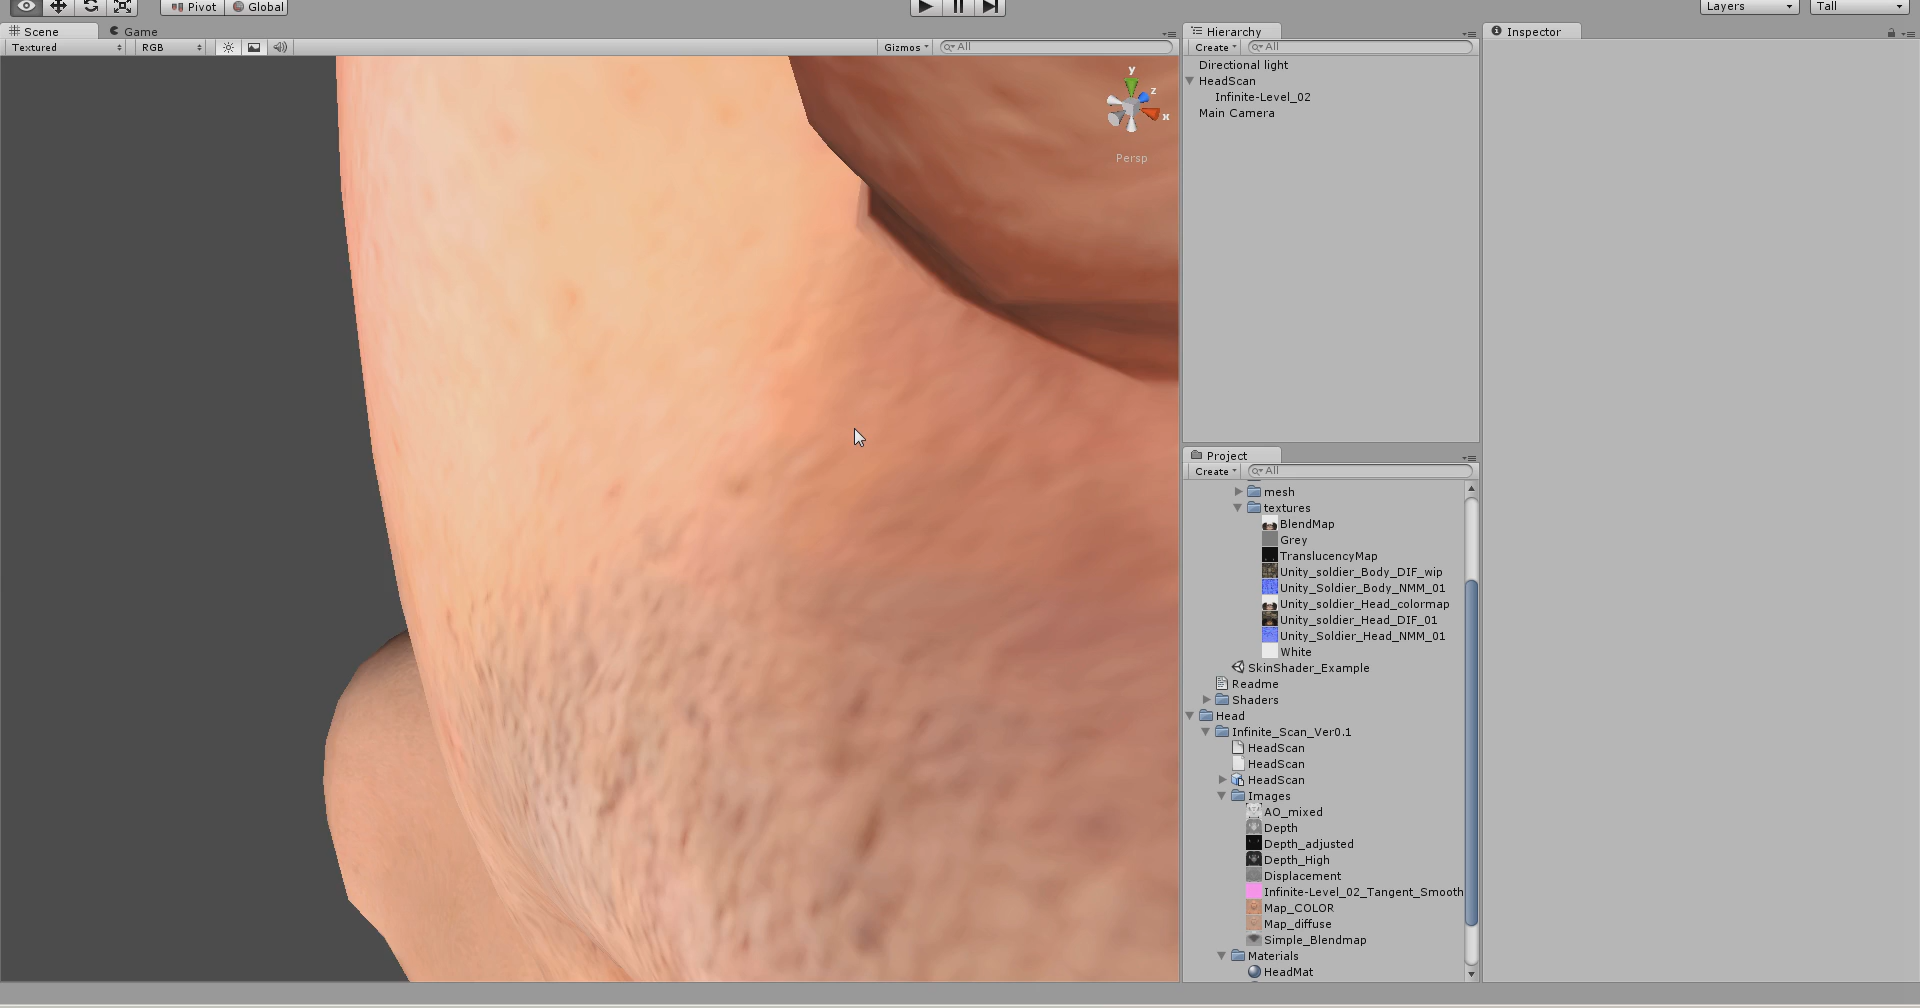 Pivot
Global
Layers
Tall
Scene
Game
Textured
RGB
Gizmos
All
y
z
x
Persp
Hierarchy
Create
All
Directional light
HeadScan
Infinite-Level_02
Main Camera
Inspector
Project
Create
All
mesh
textures
BlendMap
Grey
TranslucencyMap
Unity_soldier_Body_DIF_wip
Unity_Soldier_Body_NMM_01
Unity_soldier_Head_colormap
Unity_soldier_Head_DIF_01
Unity_Soldier_Head_NMM_01
White
SkinShader_Example
Readme
Shaders
Head
Infinite_Scan_Ver0.1
HeadScan
HeadScan
HeadScan
Images
AO_mixed
Depth
Depth_adjusted
Depth_High
Displacement
Infinite-Level_02_Tangent_Smooth
Map_COLOR
Map_diffuse
Simple_Blendmap
Materials
HeadMat